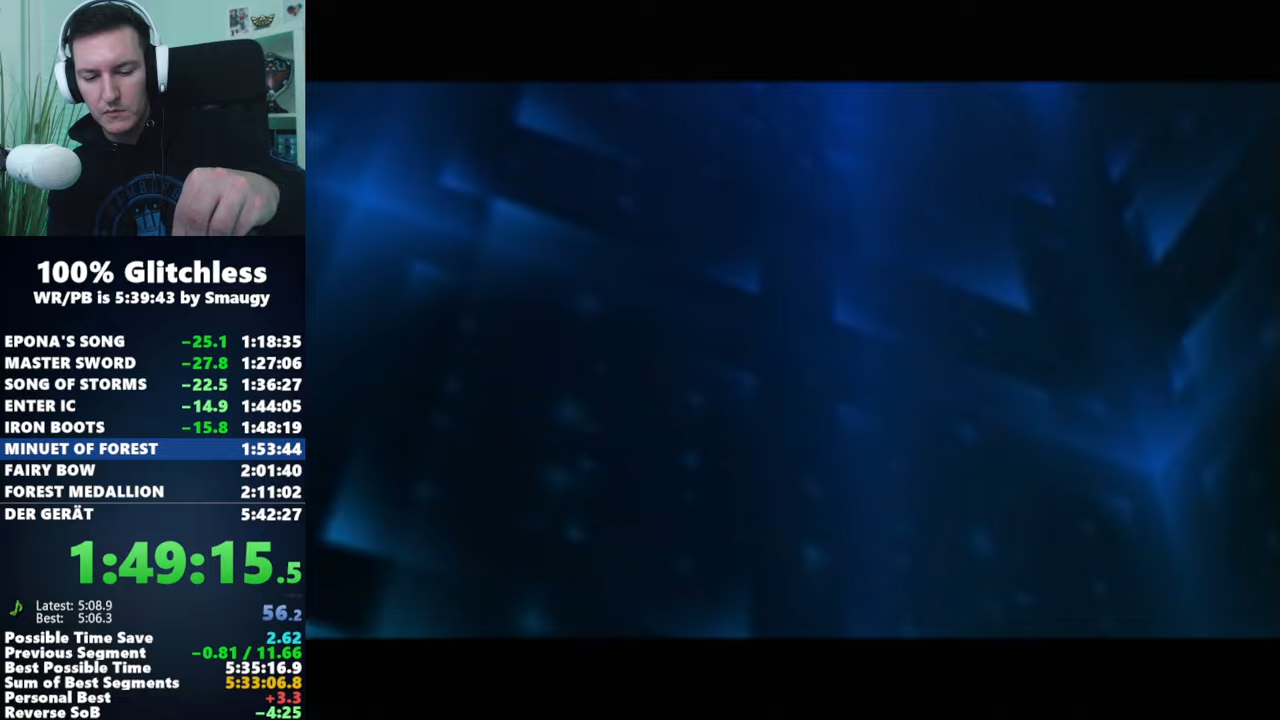 100% Glitchless
WR/PB is 5:39:43 by Smaugy
EPONA'S SONG −25.1 1:18:35
MASTER SWORD −27.8 1:27:06
SONG OF STORMS −22.5 1:36:27
ENTER IC −14.9 1:44:05
IRON BOOTS −15.8 1:48:19
MINUET OF FOREST 1:53:44
FAIRY BOW 2:01:40
FOREST MEDALLION 2:11:02
DER GERÄT 5:42:27
1:49:15.5
Latest: 5:08.9
Best: 5:06.3 56.2
Possible Time Save 2.62
Previous Segment −0.81 / 11.66
Best Possible Time 5:35:16.9
Sum of Best Segments 5:33:06.8
Personal Best +3.3
Reverse SoB −4:25